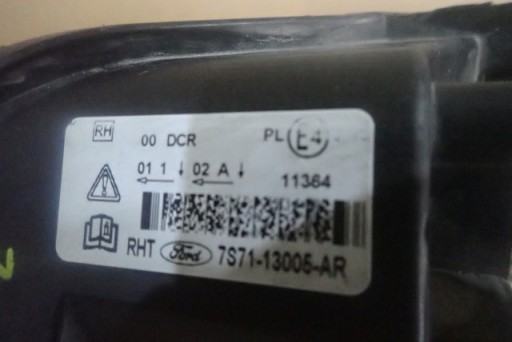 RH 00 DCR PL E4
01 1 02 A 11364
RHT Ford 7S71-13005-AR